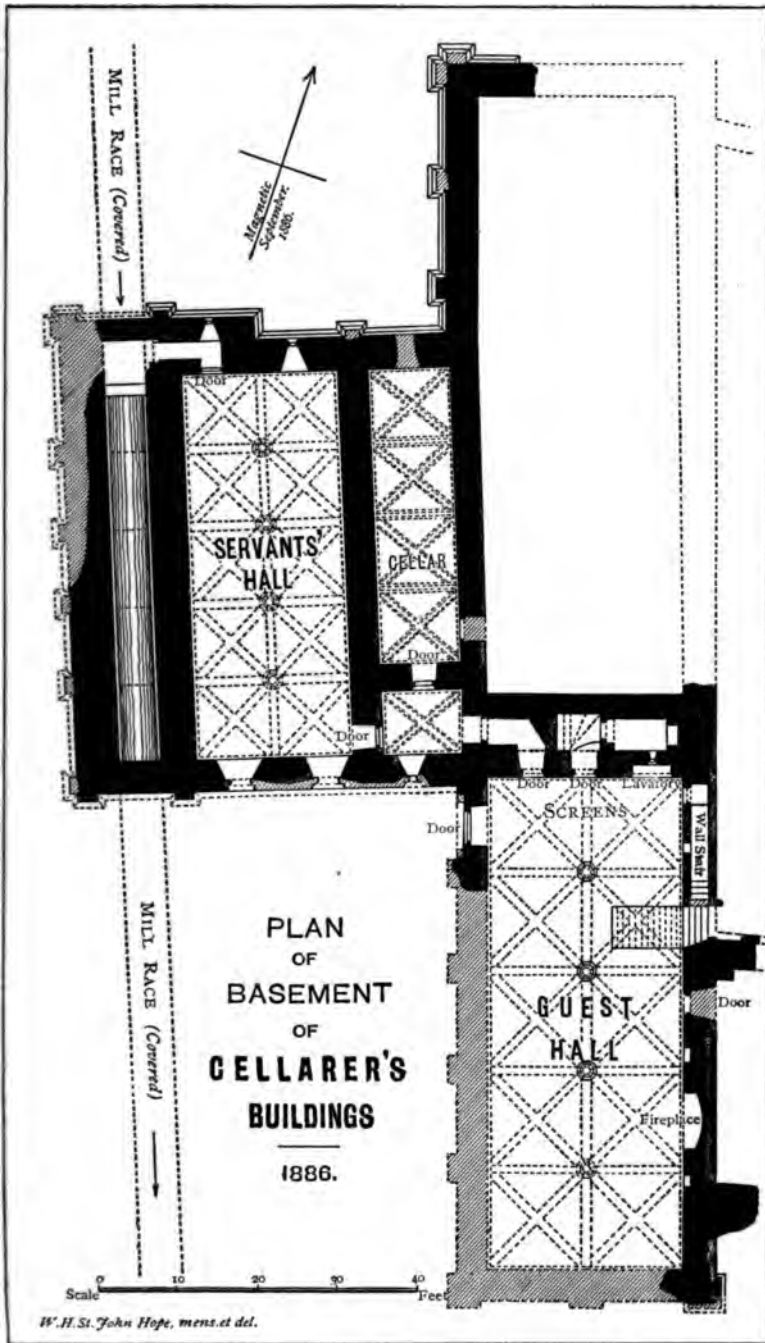 MILL RACE (Covered)
Magnetic
September.
1886.
Door
SERVANTS'
HALL
CELLAR
Door
Door
Door
Door
Lavatory
SCREENS
Door
Wall Seat
MILL RACE (Covered)
PLAN
OF
BASEMENT
OF
CELLARER'S
BUILDINGS
1886.
GUEST
HALL
Door
Fireplace
Scale
0
10
20
30
40
Feet
W.H.St.John Hope, mens.et del.